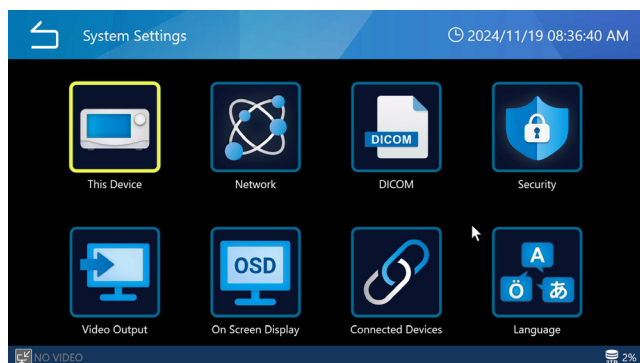 System Settings
2024/11/19 08:36:40 AM
DICOM
This Device
Network
DICOM
Security
OSD
A
Ö
あ
Video Output
On Screen Display
Connected Devices
Language
NO VIDEO
2%